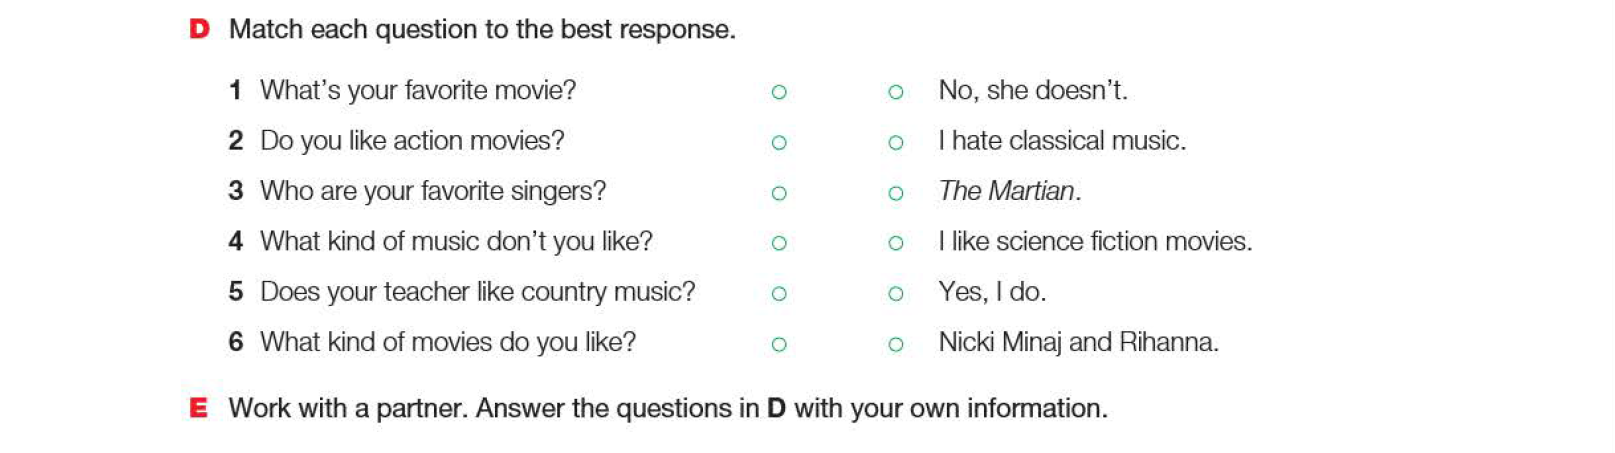 D Match each question to the best response.
1 What's your favorite movie? No, she doesn't.
2 Do you like action movies? I hate classical music.
3 Who are your favorite singers? The Martian.
4 What kind of music don't you like? I like science fiction movies.
5 Does your teacher like country music? Yes, I do.
6 What kind of movies do you like? Nicki Minaj and Rihanna.
E Work with a partner. Answer the questions in D with your own information.